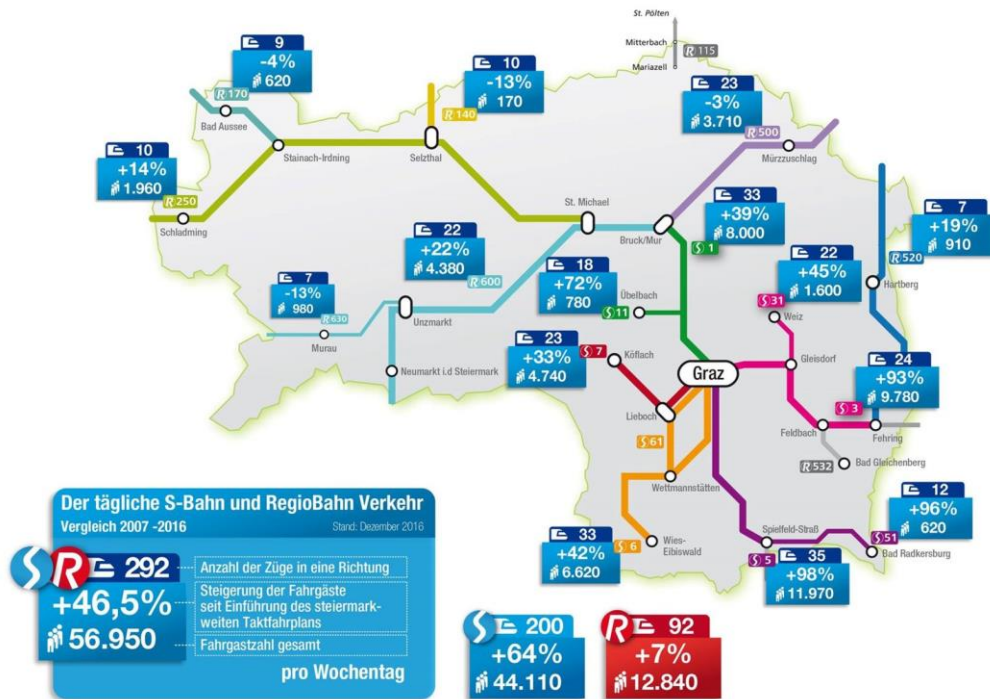 St. Pölten
Mitterbach
Mariazell
R 115
9
-4%
620
R 170
Bad Aussee
10
-13%
170
R 140
23
-3%
3.710
R 500
Mürzzuschlag
10
+14%
1.960
R 250
Schladming
Stainach-Irdning
Selzthal
St. Michael
Bruck/Mur
33
+39%
8.000
S 1
7
+19%
910
R 520
Hartberg
22
+22%
4.380
R 600
18
+72%
780
S 11
Übelbach
22
+45%
1.600
S 31
Weiz
7
-13%
980
R 630
Murau
Unzmarkt
Neumarkt i.d Steiermark
23
+33%
4.740
S 7
Köflach
Graz
Gleisdorf
24
+93%
9.780
S 3
Lieboch
Feldbach
Fehring
S 61
R 532
Bad Gleichenberg
Wettmannstätten
33
+42%
6.620
S 6
Wies-
Eibiswald
Spielfeld-Straß
12
+96%
620
S 51
Bad Radkersburg
S 5
35
+98%
11.970
Der tägliche S-Bahn und RegioBahn Verkehr
Vergleich 2007 -2016
Stand: Dezember 2016
S R 292
Anzahl der Züge in eine Richtung
+46,5%
Steigerung der Fahrgäste
seit Einführung des steiermark-
weiten Taktfahrplans
56.950
Fahrgastzahl gesamt
pro Wochentag
S 200
+64%
44.110
R 92
+7%
12.840